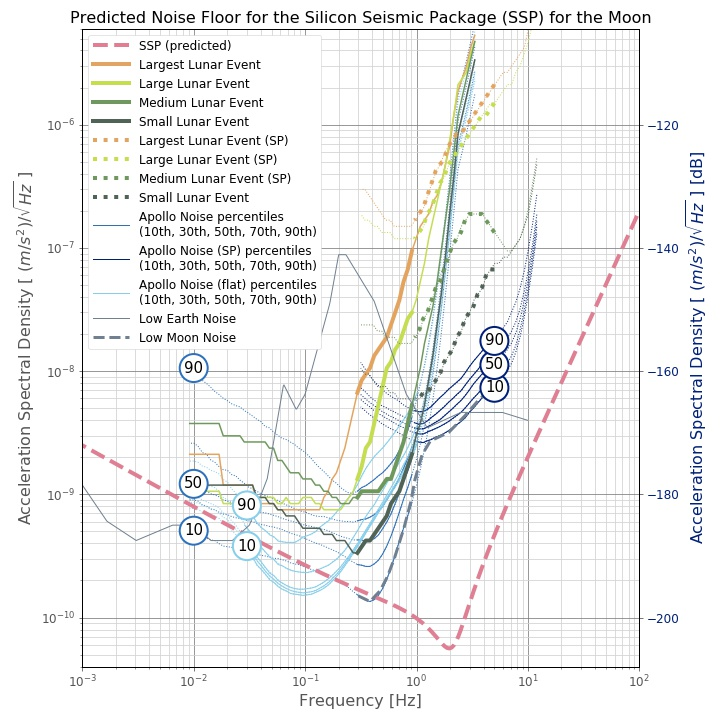 Predicted Noise Floor for the Silicon Seismic Package (SSP) for the Moon
SSP (predicted)
Largest Lunar Event
Large Lunar Event
Medium Lunar Event
Small Lunar Event
Largest Lunar Event (SP)
Large Lunar Event (SP)
Medium Lunar Event (SP)
Small Lunar Event
Apollo Noise percentiles
(10th, 30th, 50th, 70th, 90th)
Apollo Noise (SP) percentiles
(10th, 30th, 50th, 70th, 90th)
Apollo Noise (flat) percentiles
(10th, 30th, 50th, 70th, 90th)
Low Earth Noise
Low Moon Noise
Acceleration Spectral Density [ (m/s²)/√Hz ]
10⁻⁶
10⁻⁷
10⁻⁸
10⁻⁹
10⁻¹⁰
90
50
10
90
10
90
50
10
−120
−140
−160
−180
−200
Acceleration Spectral Density [ (m/s²)/√Hz ] [dB]
10⁻³ 10⁻² 10⁻¹ 10⁰ 10¹ 10²
Frequency [Hz]